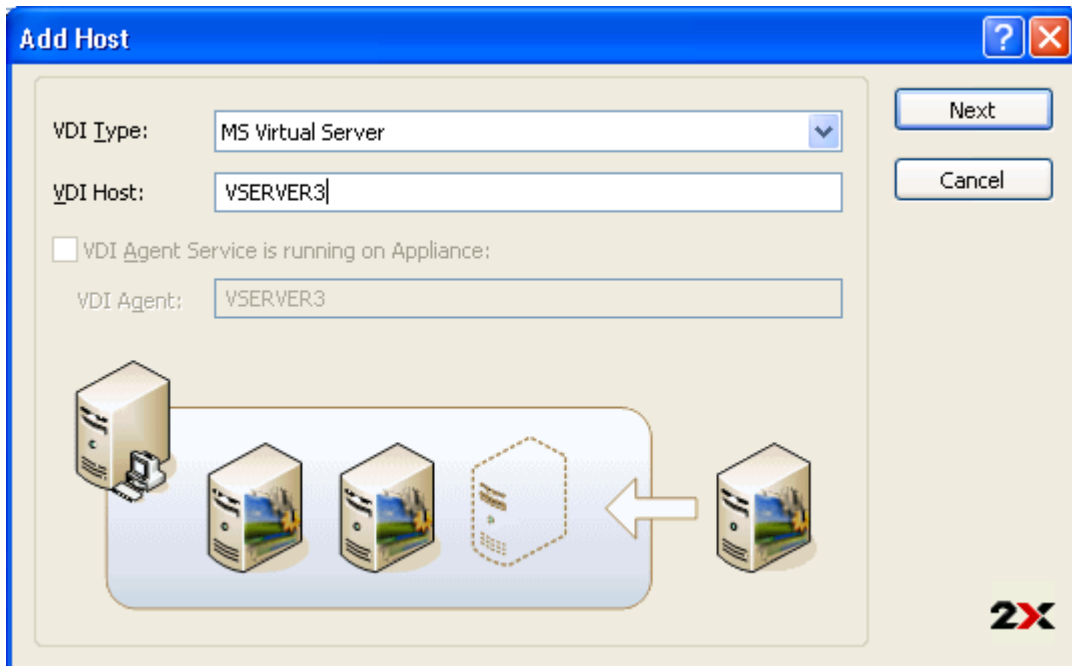 Add Host
VDI Type: MS Virtual Server
Next
VDI Host: VSERVER3
Cancel
VDI Agent Service is running on Appliance:
VDI Agent: VSERVER3
2X